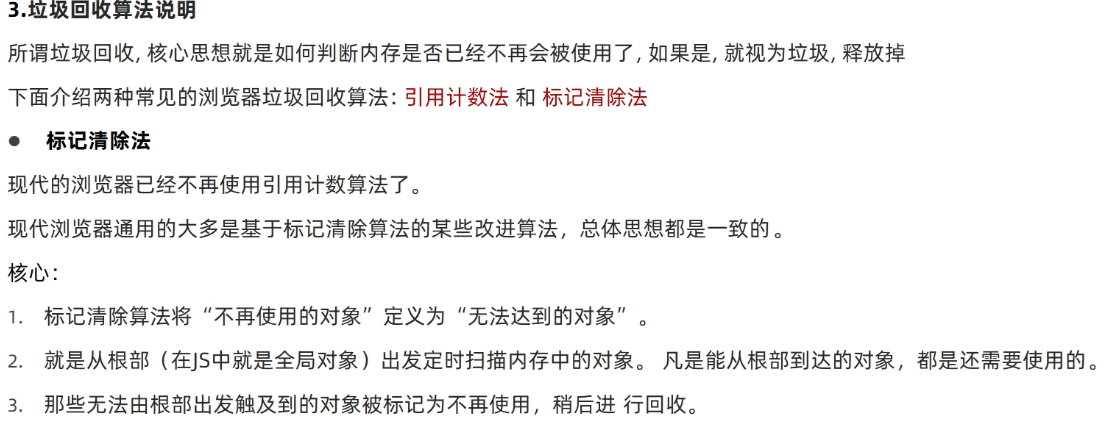 3.垃圾回收算法说明
所谓垃圾回收, 核心思想就是如何判断内存是否已经不再会被使用了, 如果是, 就视为垃圾, 释放掉
下面介绍两种常见的浏览器垃圾回收算法: 引用计数法 和 标记清除法
● 标记清除法
现代的浏览器已经不再使用引用计数算法了。
现代浏览器通用的大多是基于标记清除算法的某些改进算法，总体思想都是一致的。
核心：
1. 标记清除算法将“不再使用的对象”定义为“无法达到的对象”。
2. 就是从根部（在JS中就是全局对象）出发定时扫描内存中的对象。 凡是能从根部到达的对象，都是还需要使用的。
3. 那些无法由根部出发触及到的对象被标记为不再使用，稍后进 行回收。